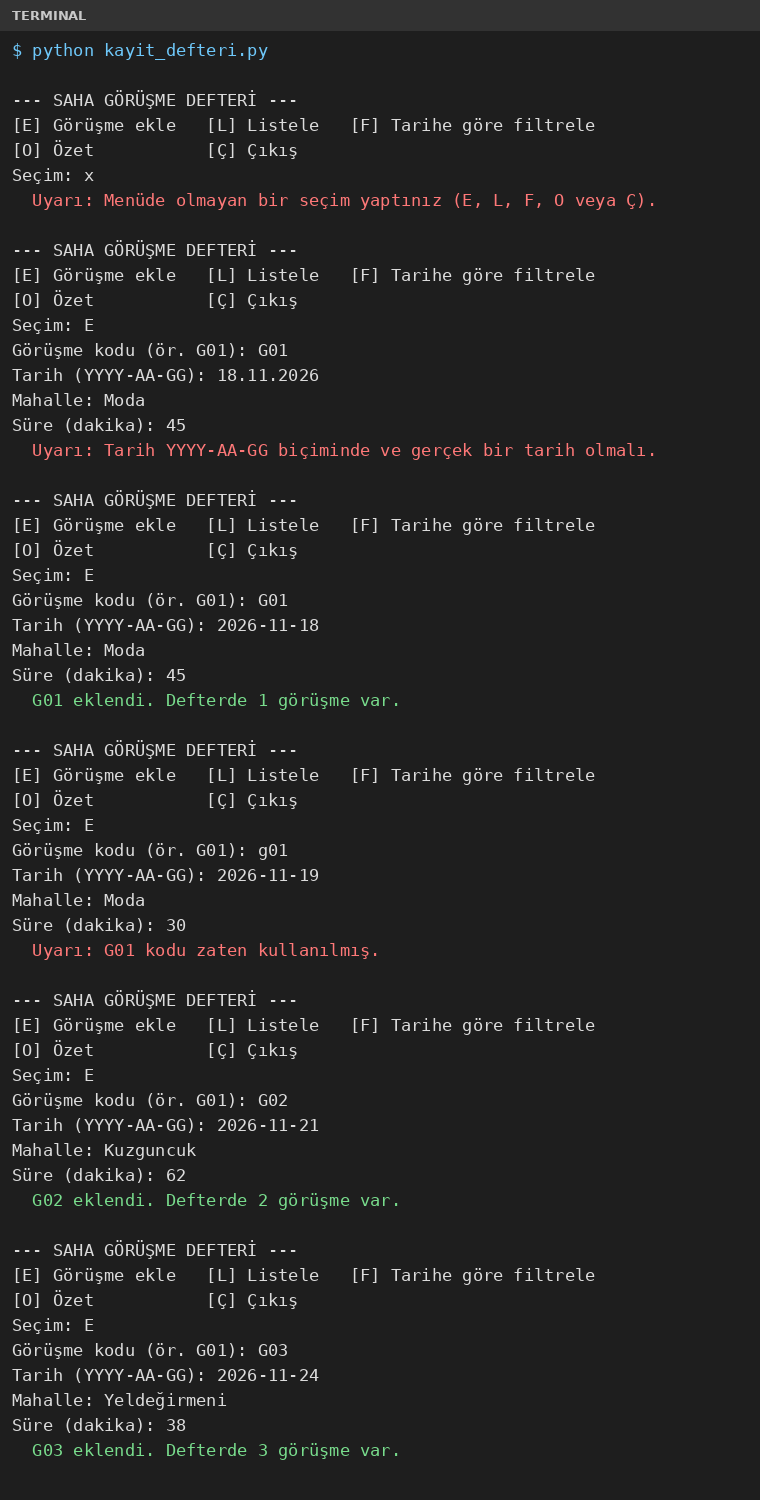 TERMINAL
$ python kayit_defteri.py
--- SAHA GÖRÜŞME DEFTERİ ---
[E] Görüşme ekle   [L] Listele   [F] Tarihe göre filtrele
[O] Özet           [Ç] Çıkış
Seçim: x
  Uyarı: Menüde olmayan bir seçim yaptınız (E, L, F, O veya Ç).
--- SAHA GÖRÜŞME DEFTERİ ---
[E] Görüşme ekle   [L] Listele   [F] Tarihe göre filtrele
[O] Özet           [Ç] Çıkış
Seçim: E
Görüşme kodu (ör. G01): G01
Tarih (YYYY-AA-GG): 18.11.2026
Mahalle: Moda
Süre (dakika): 45
  Uyarı: Tarih YYYY-AA-GG biçiminde ve gerçek bir tarih olmalı.
--- SAHA GÖRÜŞME DEFTERİ ---
[E] Görüşme ekle   [L] Listele   [F] Tarihe göre filtrele
[O] Özet           [Ç] Çıkış
Seçim: E
Görüşme kodu (ör. G01): G01
Tarih (YYYY-AA-GG): 2026-11-18
Mahalle: Moda
Süre (dakika): 45
  G01 eklendi. Defterde 1 görüşme var.
--- SAHA GÖRÜŞME DEFTERİ ---
[E] Görüşme ekle   [L] Listele   [F] Tarihe göre filtrele
[O] Özet           [Ç] Çıkış
Seçim: E
Görüşme kodu (ör. G01): g01
Tarih (YYYY-AA-GG): 2026-11-19
Mahalle: Moda
Süre (dakika): 30
  Uyarı: G01 kodu zaten kullanılmış.
--- SAHA GÖRÜŞME DEFTERİ ---
[E] Görüşme ekle   [L] Listele   [F] Tarihe göre filtrele
[O] Özet           [Ç] Çıkış
Seçim: E
Görüşme kodu (ör. G01): G02
Tarih (YYYY-AA-GG): 2026-11-21
Mahalle: Kuzguncuk
Süre (dakika): 62
  G02 eklendi. Defterde 2 görüşme var.
--- SAHA GÖRÜŞME DEFTERİ ---
[E] Görüşme ekle   [L] Listele   [F] Tarihe göre filtrele
[O] Özet           [Ç] Çıkış
Seçim: E
Görüşme kodu (ör. G01): G03
Tarih (YYYY-AA-GG): 2026-11-24
Mahalle: Yeldeğirmeni
Süre (dakika): 38
  G03 eklendi. Defterde 3 görüşme var.